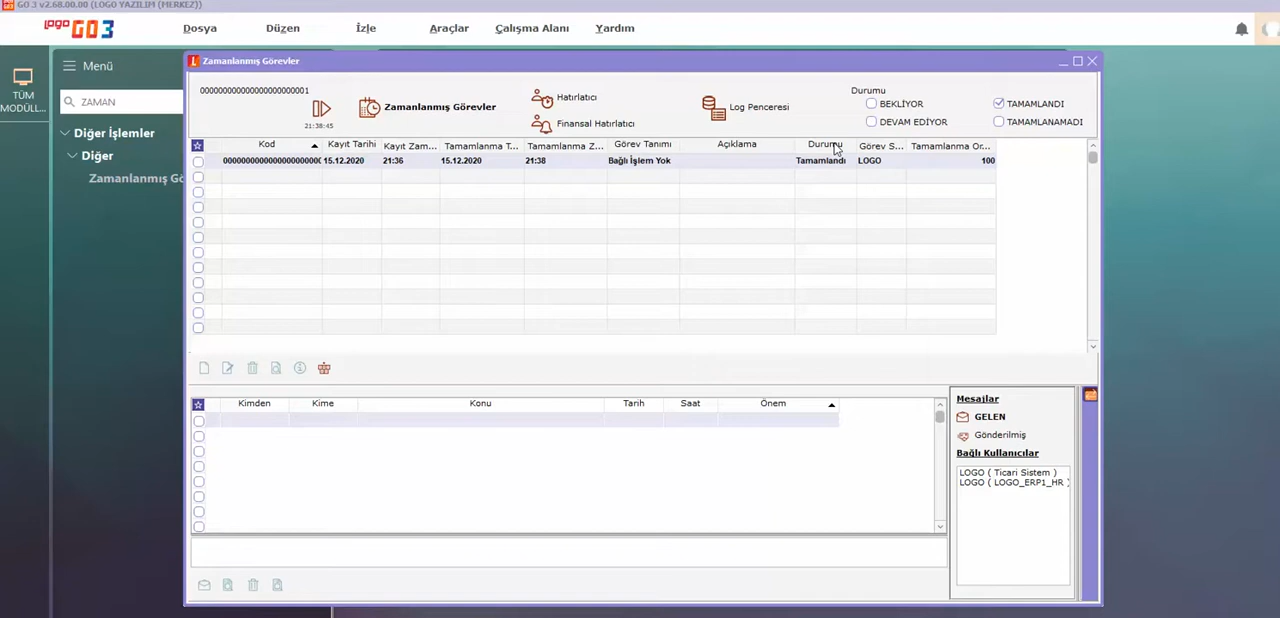 GO 3 v2.68.00.00 (LOGO YAZILIM (MERKEZ))
LOGO GO 3
Dosya Düzen İzle Araçlar Çalışma Alanı Yardım
TÜM MODÜLL...
Menü
ZAMAN
Diğer İşlemler
Diğer
Zamanlanmış Gö
Zamanlanmış Görevler
21:38:45
Zamanlanmış Görevler
Hatırlatıcı
Finansal Hatırlatıcı
Log Penceresi
Durumu
BEKLİYOR TAMAMLANDI
DEVAM EDİYOR TAMAMLANAMADI
Kod Kayıt Tarihi Kayıt Zam... Tamamlanma T... Tamamlanma Z... Görev Tanımı Açıklama Durumu Görev S... Tamamlanma Or...
15.12.2020 21:36 15.12.2020 21:38 Bağlı İşlem Yok Tamamlandı LOGO 100
Kimden Kime Konu Tarih Saat Önem
Mesajlar
GELEN
Gönderilmiş
Bağlı Kullanıcılar
LOGO ( Ticari Sistem )
LOGO ( LOGO_ERP1_HR )